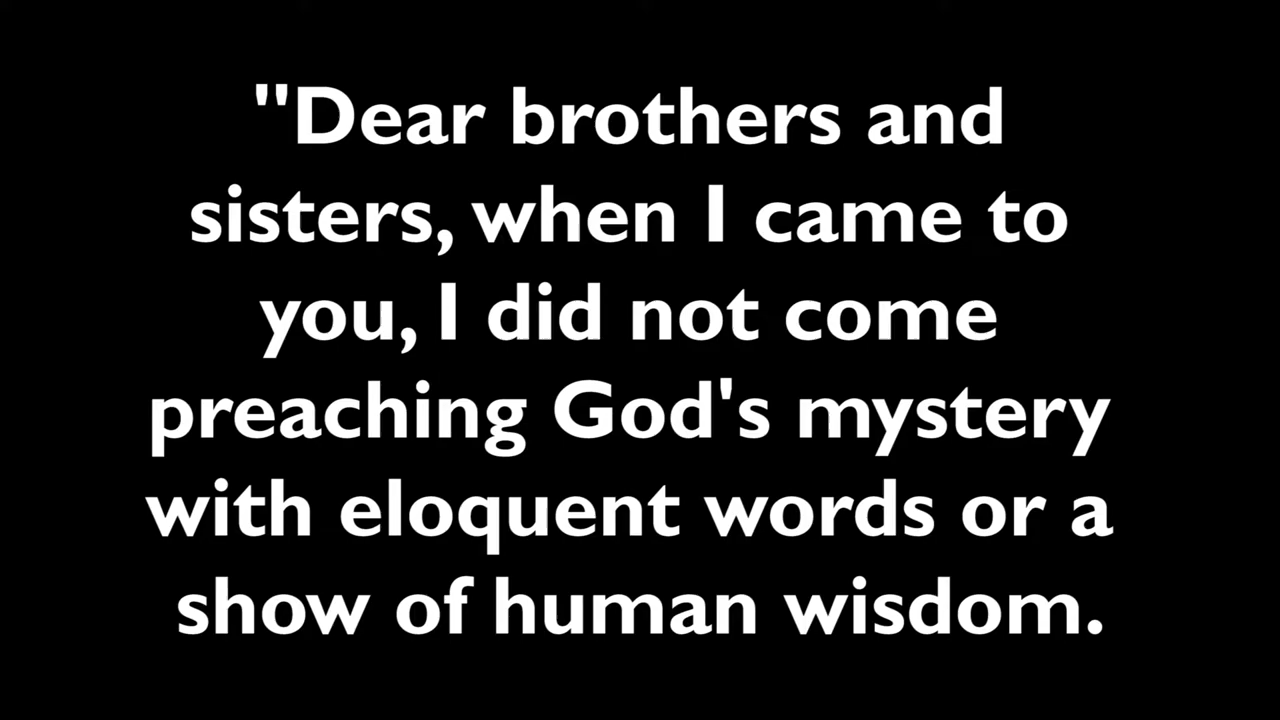 "Dear brothers and
sisters, when I came to
you, I did not come
preaching God's mystery
with eloquent words or a
show of human wisdom.